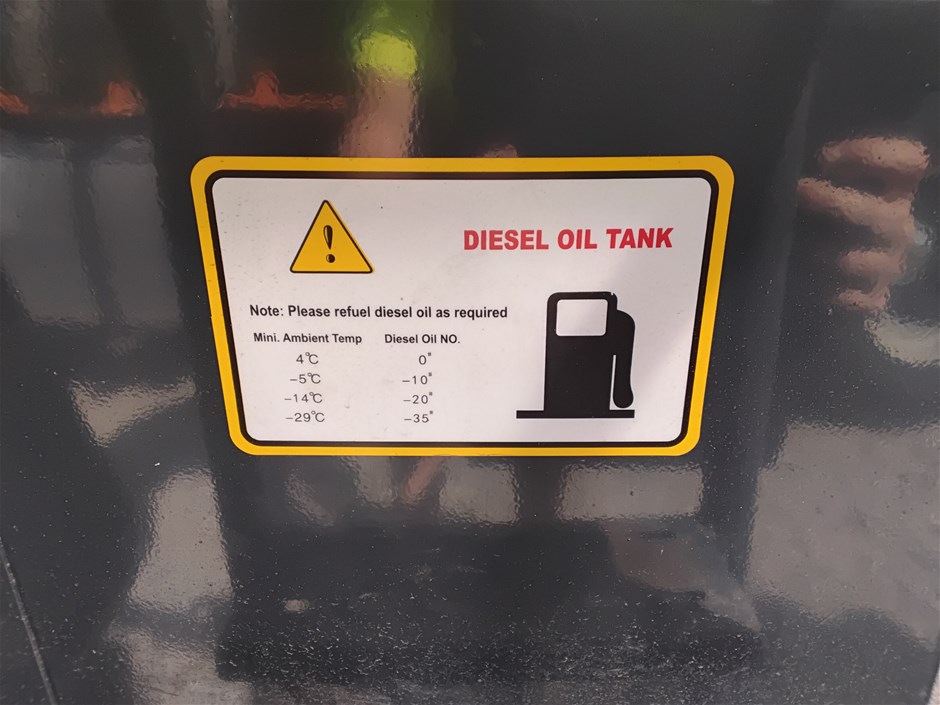 !
DIESEL OIL TANK
Note: Please refuel diesel oil as required
Mini. Ambient Temp Diesel Oil NO.
4℃ 0#
−5℃ −10#
−14℃ −20#
−29℃ −35#